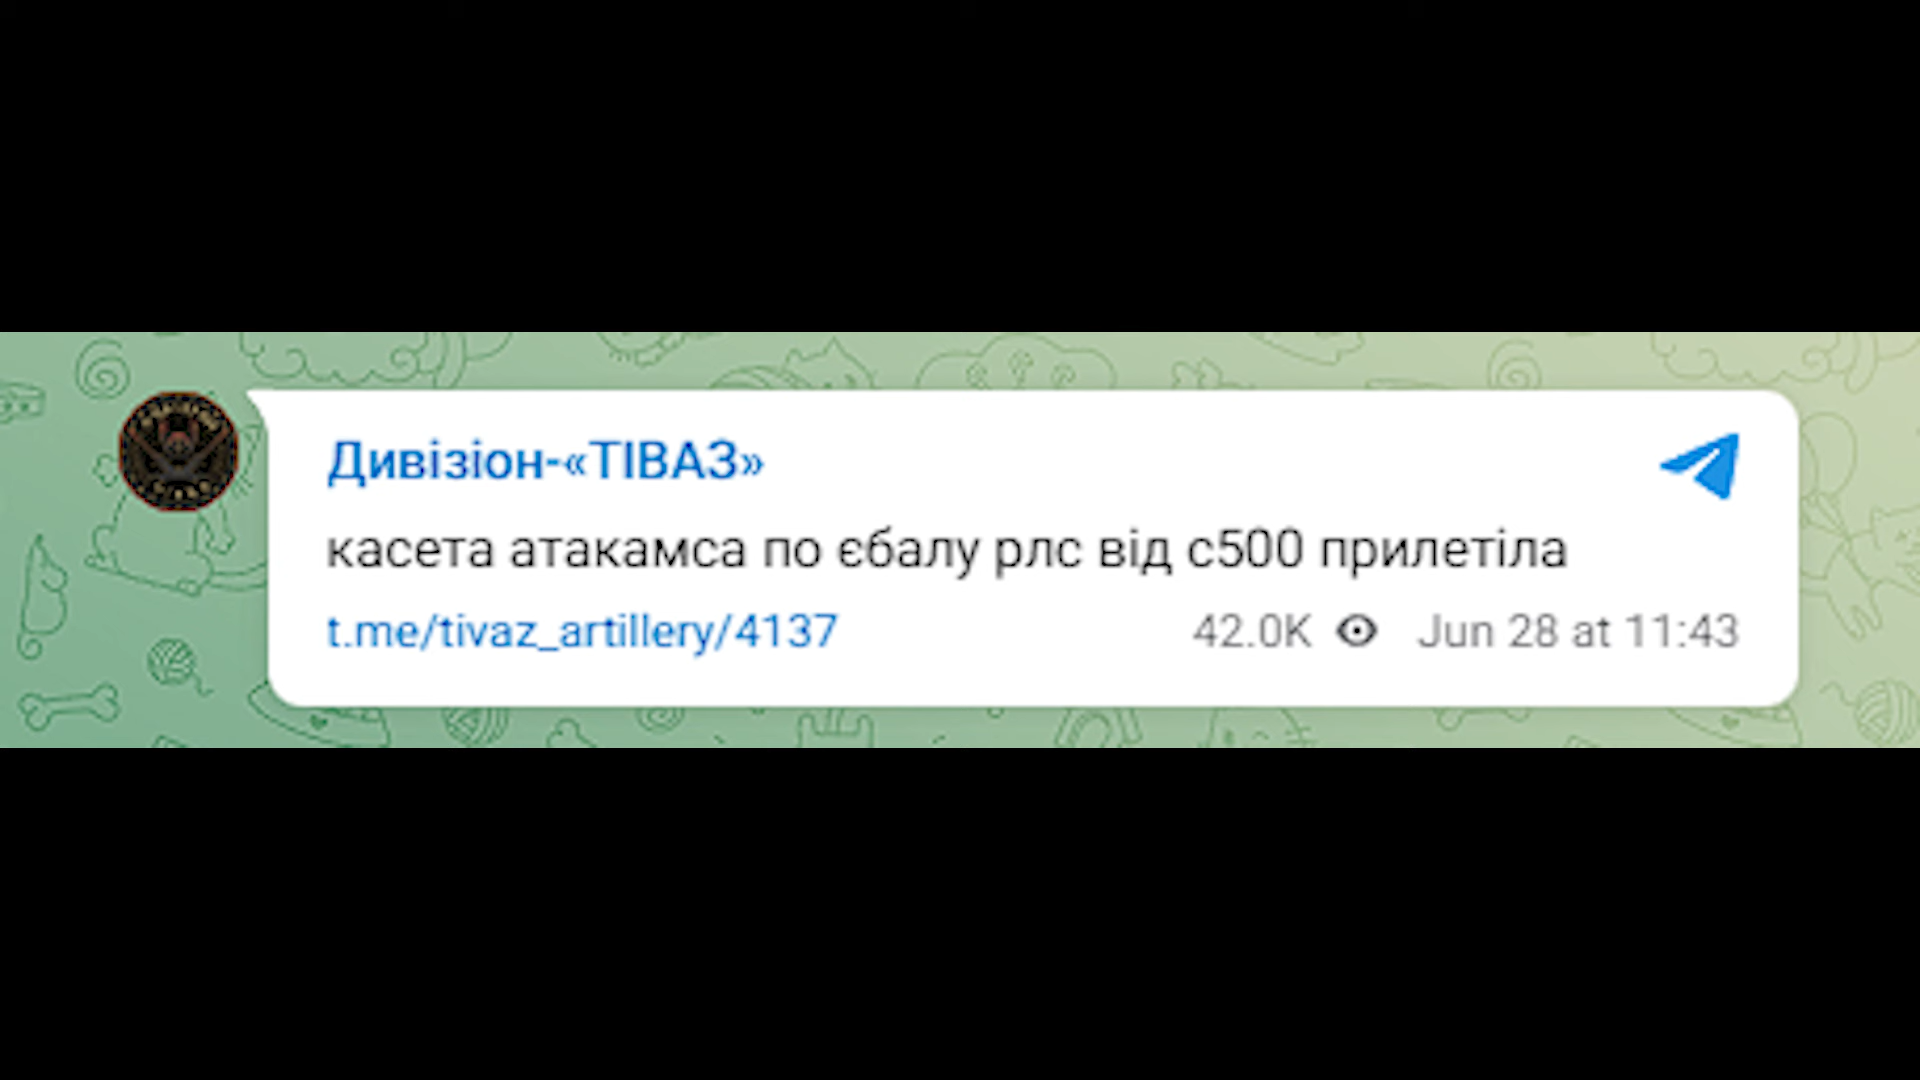 Дивізіон-«ТІВАЗ»
касета атакамса по єбалу рлс від с500 прилетіла
t.me/tivaz_artillery/4137
42.0K Jun 28 at 11:43